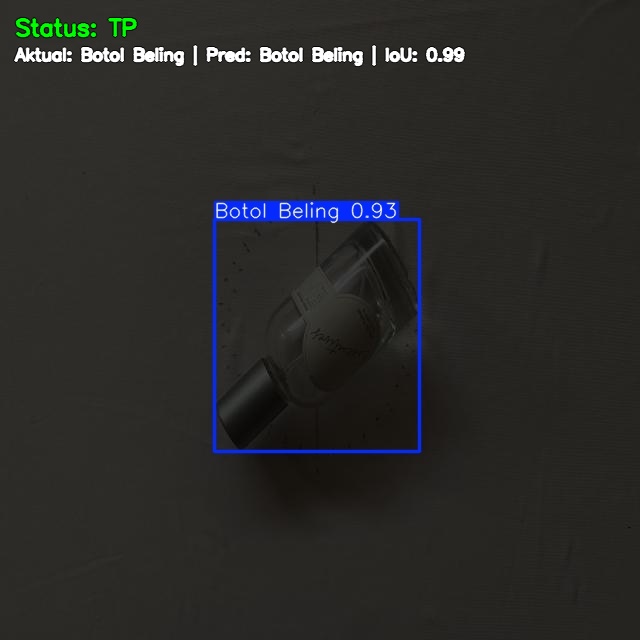 Status: TP
Aktual: Botol Beling | Pred: Botol Beling | IoU: 0.99
Botol Beling 0.93